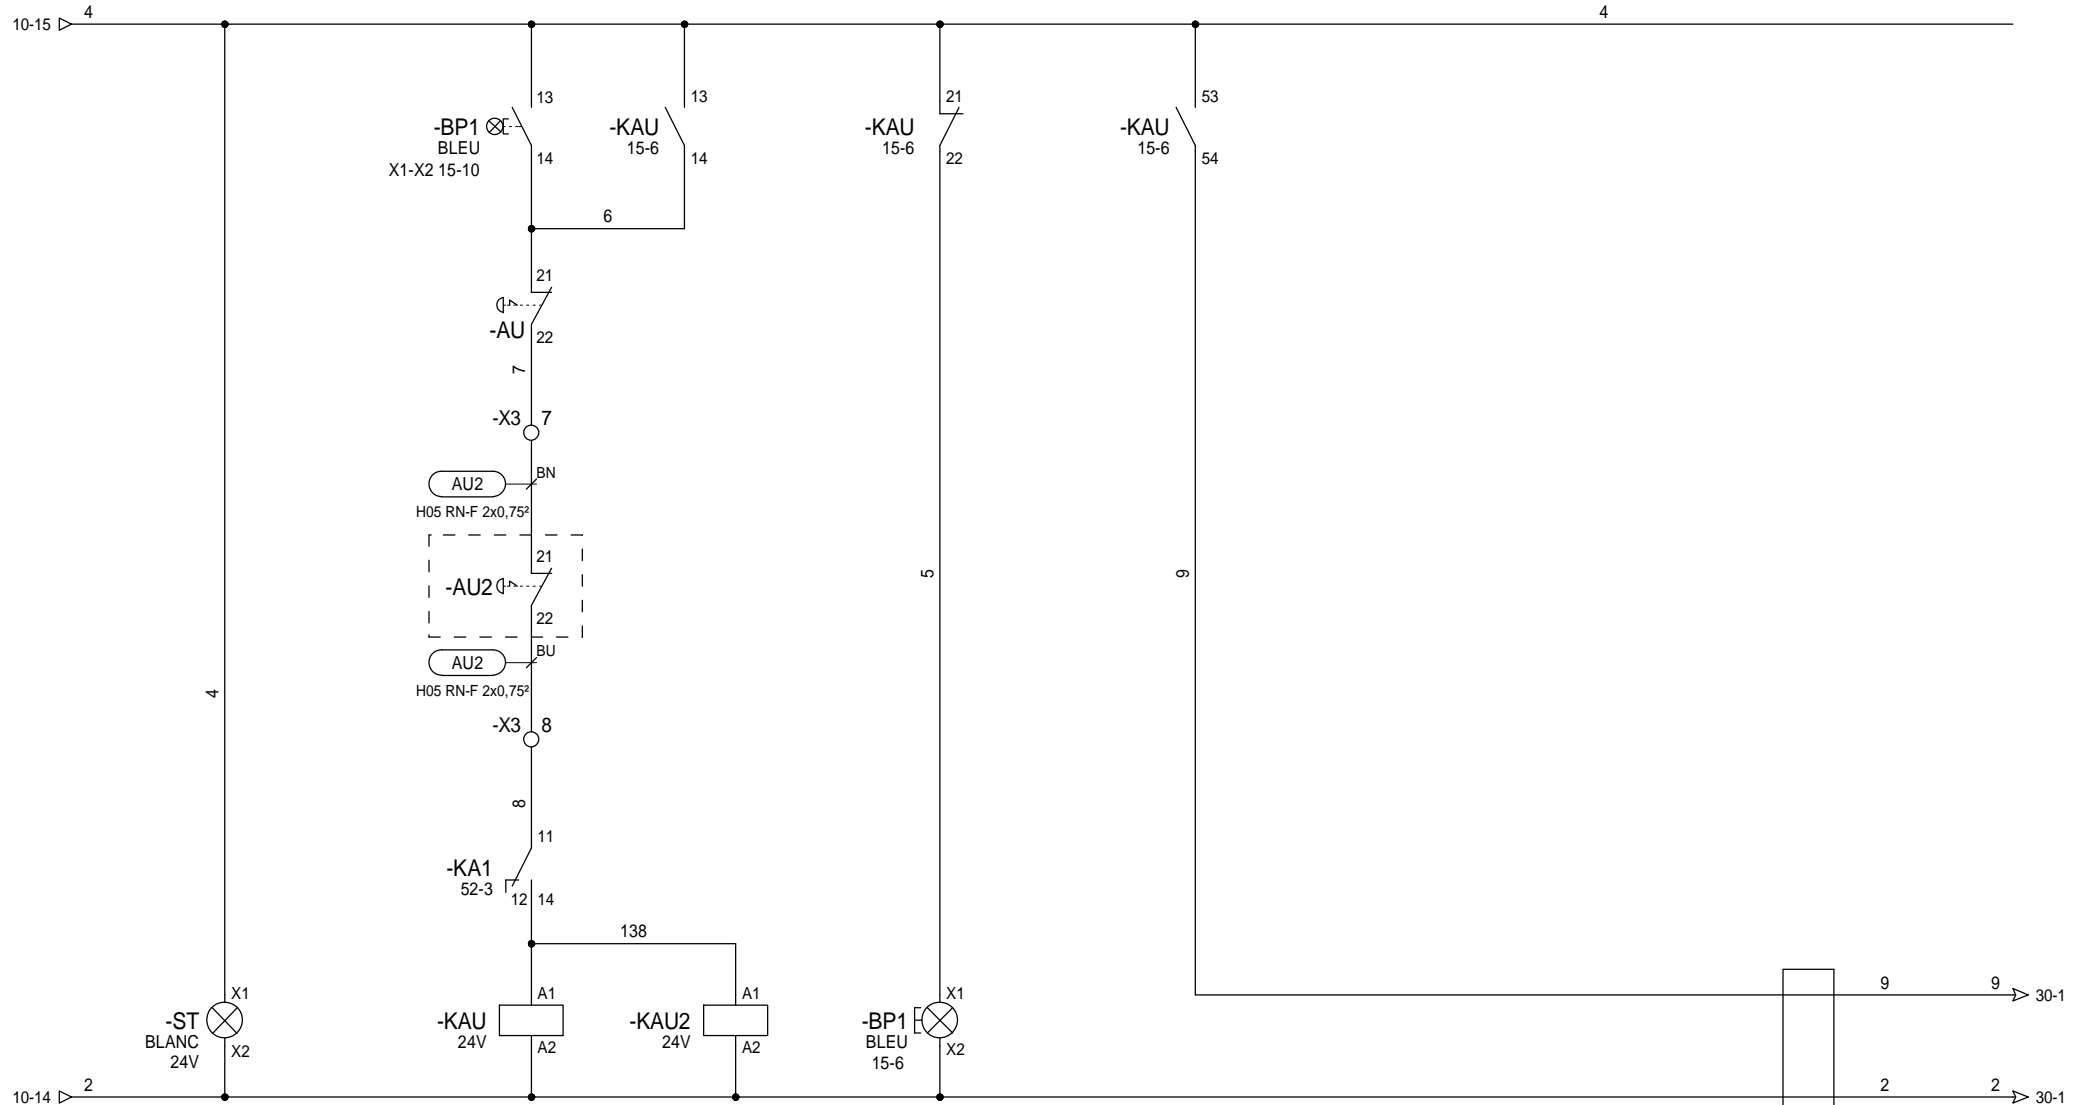 10-15 4 4
13 13 21 53
-BP1 -KAU -KAU -KAU
BLEU 15-6 15-6 15-6
X1-X2 15-10 14 14 22 54
6
21
-AU
22
7
-X3 7
BN
AU2
H05 RN-F 2x0,75²
21
-AU2
22
5 9
BU
AU2
H05 RN-F 2x0,75²
4
-X3 8
8
11
-KA1
52-3
12 14
138
X1 A1 A1 X1 9 9 30-1
-ST -KAU -KAU2 -BP1
BLANC 24V 24V BLEU
24V X2 A2 A2 15-6 X2
10-14 2 2 2 30-1